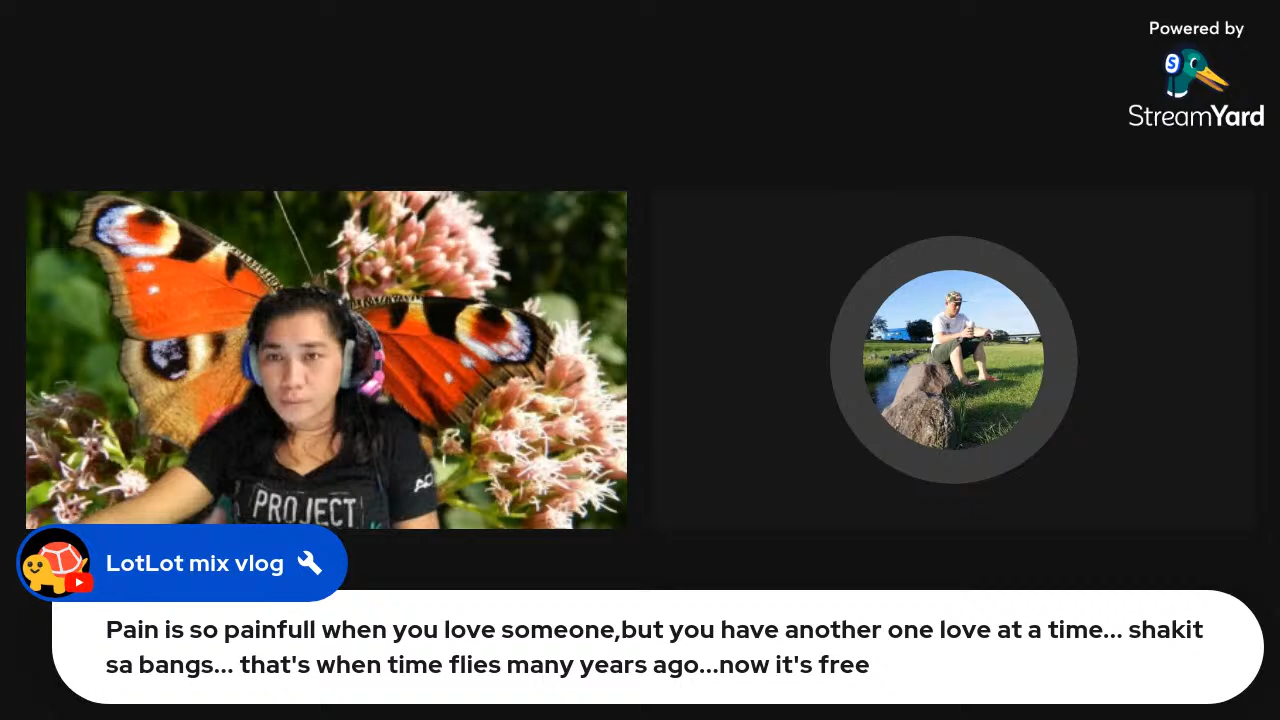 Powered by
S
StreamYard
PROJECT
LotLot mix vlog
Pain is so painfull when you love someone,but you have another one love at a time... shakit
sa bangs... that's when time flies many years ago...now it's free